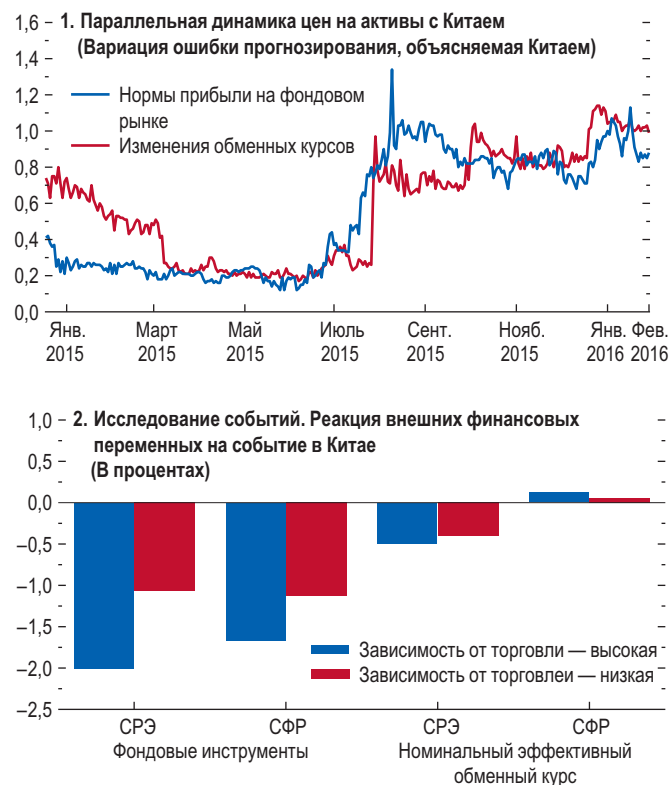 1. Параллельная динамика цен на активы с Китаем
(Вариация ошибки прогнозирования, объясняемая Китаем)
1,6
1,4
1,2
1,0
0,8
0,6
0,4
0,2
0,0
Нормы прибыли на фондовом
рынке
Изменения обменных курсов
Янв. Март Май Июль Сент. Нояб. Янв. Фев.
2015 2015 2015 2015 2015 2015 2016 2016
2. Исследование событий. Реакция внешних финансовых
переменных на событие в Китае
(В процентах)
1,0
0,5
0,0
–0,5
–1,0
–1,5
–2,0
–2,5
Зависимость от торговли — высокая
Зависимость от торговлеи — низкая
СРЭ СФР СРЭ СФР
Фондовые инструменты Номинальный эффективный
обменный курс